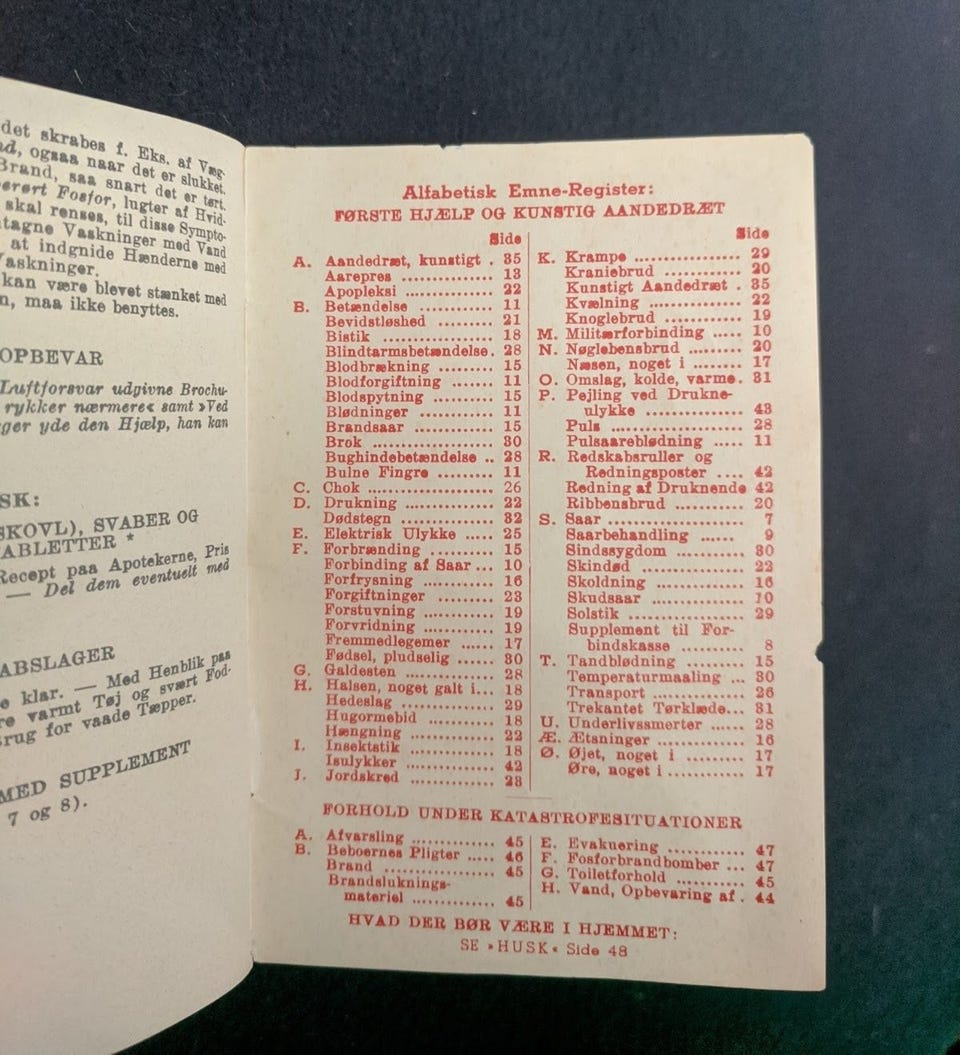 det skrabes f. Eks. af Væg-
ogsaa naar det er slukket.
Brand, saa snart det er tørt.
Fosfor, lugter af Hvid-
skal renses, til disse Sympto-
Vaskninger med Vand
at indgnide Hænderne med
Vaskninger.
kan være blevet stænket med
maa ikke benyttes.
OPBEVAR
Luftforsvar udgivne Brochu-
rykker nærmere« samt »Ved
yde den Hjælp, han kan
SK:
SKOVL), SVABER OG
TABLETTER *
Recept paa Apotekerne, Pris
— Del dem eventuelt med
ABSLAGER
klar. — Med Henblik paa
varmt Tøj og svært Fod-
for vaade Tæpper.
MED SUPPLEMENT
7 og 8).
Alfabetisk Emne-Register:
FØRSTE HJÆLP OG KUNSTIG AANDEDRÆT
Side
A. Aandedræt, kunstigt . 35
Aarepres .............. 13
Apopleksi .............. 22
B. Betændelse ............ 11
Bevidstløshed .......... 21
Bistik .................. 18
Blindtarmsbetændelse. 28
Blodbrækning .......... 15
Blodforgiftning ....... 11
Blodspytning .......... 15
Blødninger ............ 11
Brandsaar ............. 15
Brok .................. 30
Bughindebetændelse .. 28
Bulne Fingre .......... 11
C. Chok .................. 26
D. Drukning .............. 22
Dødstegn .............. 32
E. Elektrisk Ulykke ..... 25
F. Forbrænding .......... 15
Forbinding af Saar ... 10
Forfrysning ........... 16
Forgiftninger ......... 23
Forstuvning ........... 19
Forvridning ........... 19
Fremmedlegemer ...... 17
Fødsel, pludselig ...... 30
G. Galdesten ............. 28
H. Halsen, noget galt i... 18
Hedeslag .............. 29
Hugormebid ........... 18
Hængning ............. 22
I. Insektstik ............. 18
Isulykker .............. 42
J. Jordskred ............. 23
Side
K. Krampe ............... 29
Kraniebrud ............ 20
Kunstigt Aandedræt . 35
Kvælning .............. 22
Knoglebrud ............ 19
M. Militærforbinding ..... 10
N. Nøglebensbrud ........ 20
Næsen, noget i ........ 17
O. Omslag, kolde, varme. 31
P. Pejling ved Drukne-
ulykke .............. 43
Puls ................... 28
Pulsaareblødning ..... 11
R. Redskabsruller og
Redningsposter .... 42
Redning af Druknende 42
Ribbensbrud .......... 20
S. Saar ................... 7
Saarbehandling ...... 9
Sindssygdom .......... 30
Skindød ............... 22
Skoldning ............. 16
Skudsaar .............. 10
Solstik ................ 29
Supplement til For-
bindskasse .......... 8
T. Tandblødning ......... 15
Temperaturmaaling ... 30
Transport ............. 26
Trekantet Tørklæde... 31
U. Underlivssmerter ..... 28
Æ. Ætsninger ............ 16
Ø. Øjet, noget i .......... 17
Øre, noget i ........... 17
FORHOLD UNDER KATASTROFESITUATIONER
A. Afvarsling ............ 45
B. Beboernes Pligter ..... 46
Brand ................. 45
Brandsluknings-
materiel ............ 45
E. Evakuering ........... 47
F. Fosforbrandbomber ... 47
G. Toiletforhold ......... 45
H. Vand, Opbevaring af . 44
HVAD DER BØR VÆRE I HJEMMET:
SE »HUSK« Side 48